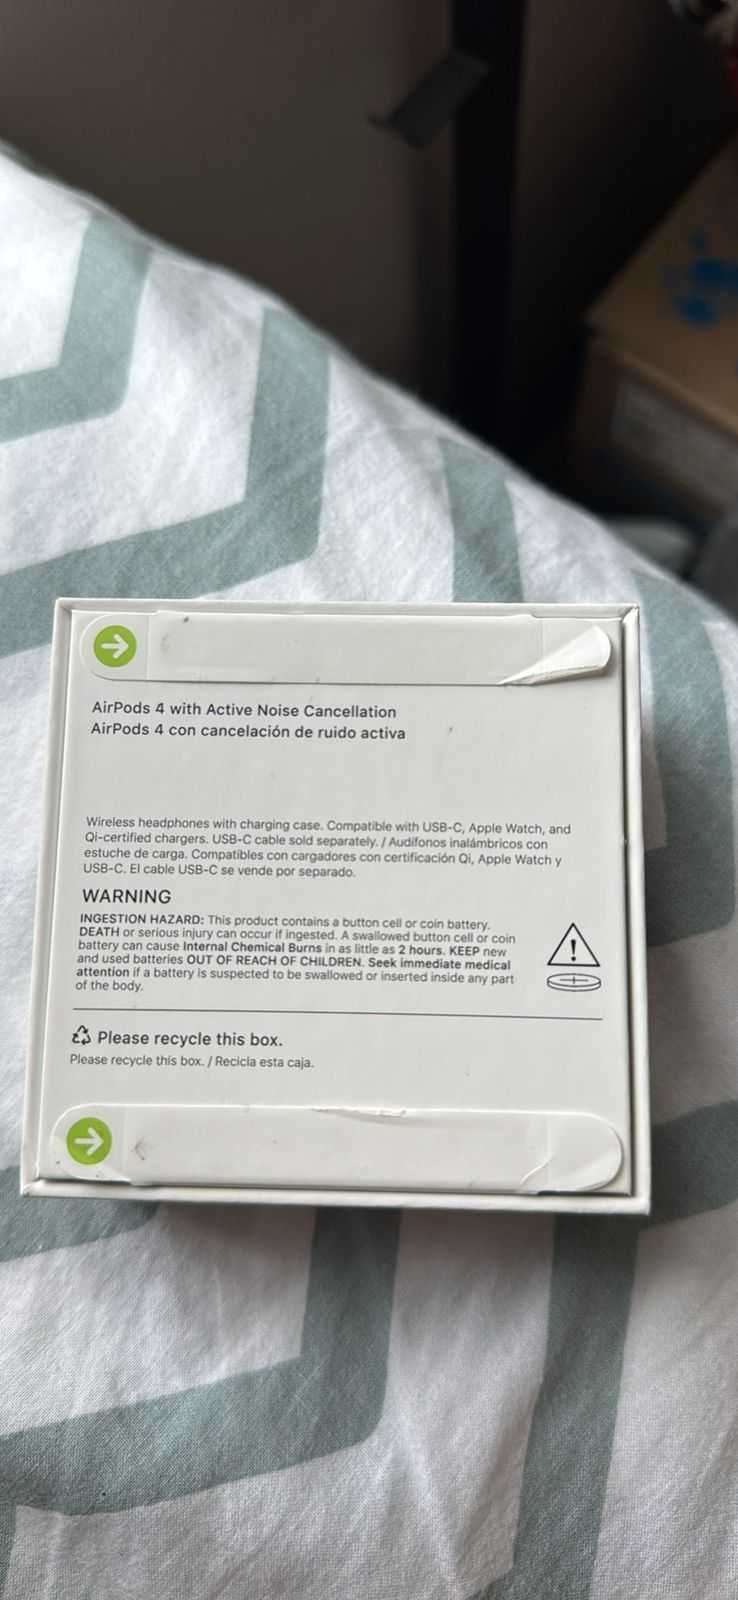 AirPods 4 with Active Noise Cancellation
AirPods 4 con cancelación de ruido activa
Wireless headphones with charging case. Compatible with USB-C, Apple Watch, and
Qi-certified chargers. USB-C cable sold separately. / Audífonos inalámbricos con
estuche de carga. Compatibles con cargadores con certificación Qi, Apple Watch y
USB-C. El cable USB-C se vende por separado.
WARNING
INGESTION HAZARD: This product contains a button cell or coin battery.
DEATH or serious injury can occur if ingested. A swallowed button cell or coin
battery can cause Internal Chemical Burns in as little as 2 hours. KEEP new
and used batteries OUT OF REACH OF CHILDREN. Seek immediate medical
attention if a battery is suspected to be swallowed or inserted inside any part
of the body.
Please recycle this box.
Please recycle this box. / Recicla esta caja.